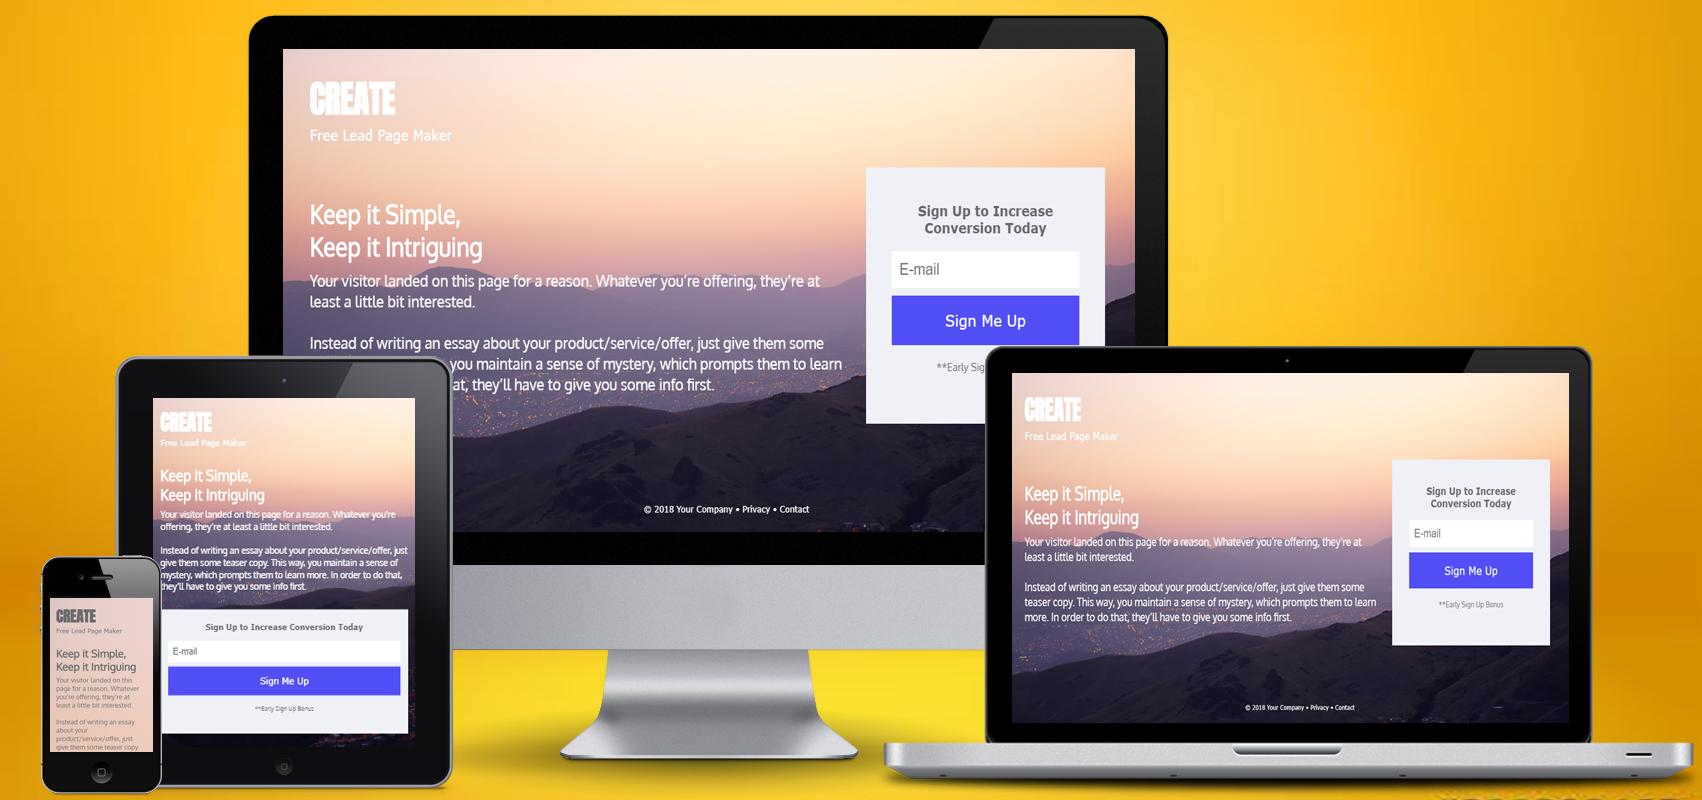 CREATE
Free Lead Page Maker
Keep it Simple,
Keep it Intriguing
Your visitor landed on this page for a reason. Whatever you’re offering, they’re at
least a little bit interested.
Instead of writing an essay about your product/service/offer, just give them some
you maintain a sense of mystery, which prompts them to learn
at, they’ll have to give you some info first.
Sign Up to Increase
Conversion Today
E-mail
Sign Me Up
**Early Sig
© 2018 Your Company • Privacy • Contact
CREATE
Free Lead Page Maker
Keep it Simple,
Keep it Intriguing
Your visitor landed on this page for a reason. Whatever you’re
offering, they’re at least a little bit interested.
Instead of writing an essay about your product/service/offer, just
give them some teaser copy. This way, you maintain a sense of
mystery, which prompts them to learn more. In order to do that,
they’ll have to give you some info first.
Sign Up to Increase Conversion Today
E-mail
Sign Me Up
**Early Sign Up Bonus
CREATE
Free Lead Page Maker
Keep it Simple,
Keep it Intriguing
Your visitor landed on this
page for a reason. Whatever
you’re offering, they’re at
least a little bit interested.
Instead of writing an essay
about your
product/service/offer, just
give them some teaser copy.
CREATE
Free Lead Page Maker
Keep it Simple,
Keep it Intriguing
Your visitor landed on this page for a reason. Whatever you’re offering, they’re at
least a little bit interested.
Instead of writing an essay about your product/service/offer, just give them some
teaser copy. This way, you maintain a sense of mystery, which prompts them to learn
more. In order to do that, they’ll have to give you some info first.
Sign Up to Increase
Conversion Today
E-mail
Sign Me Up
**Early Sign Up Bonus
© 2018 Your Company • Privacy • Contact